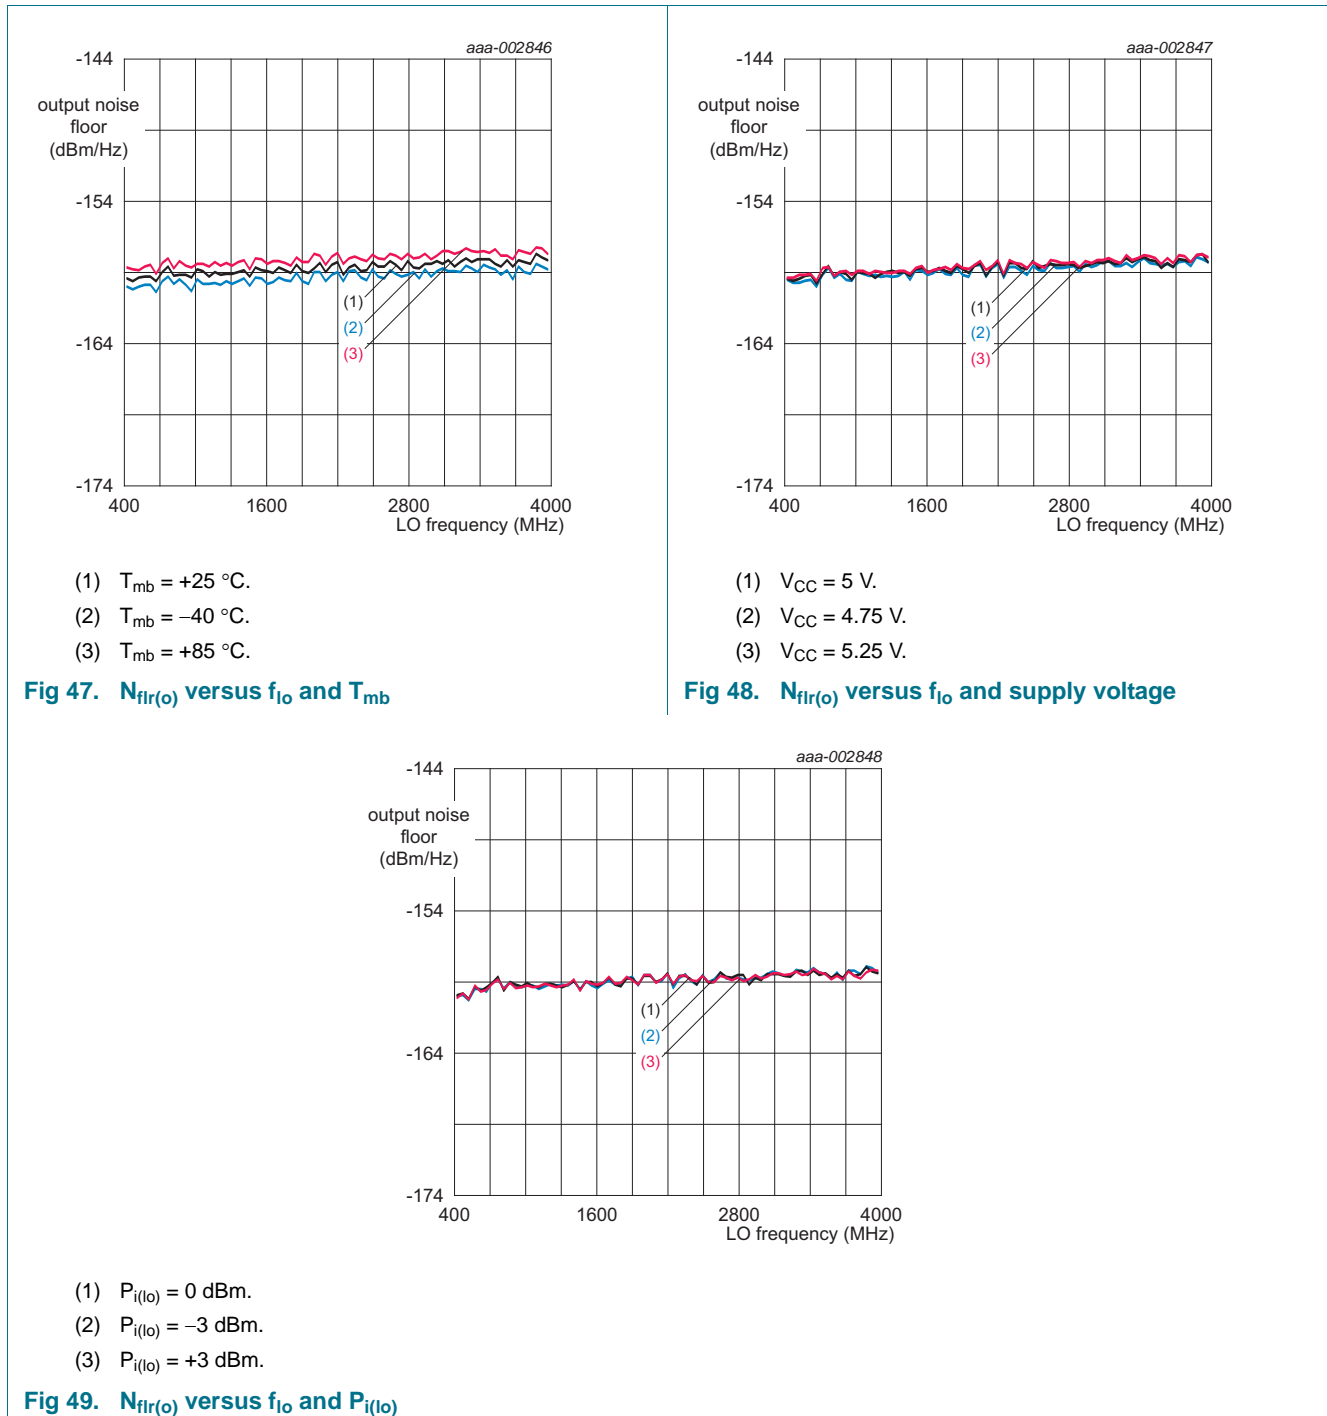 aaa-002846
-144
output noise
floor
(dBm/Hz)
-154
(1)
(2)
-164
(3)
-174
400 1600 2800 4000
LO frequency (MHz)
(1) Tmb = +25 °C.
(2) Tmb = −40 °C.
(3) Tmb = +85 °C.
Fig 47. Nflr(o) versus flo and Tmb
aaa-002847
-144
output noise
floor
(dBm/Hz)
-154
(1)
(2)
-164
(3)
-174
400 1600 2800 4000
LO frequency (MHz)
(1) VCC = 5 V.
(2) VCC = 4.75 V.
(3) VCC = 5.25 V.
Fig 48. Nflr(o) versus flo and supply voltage
aaa-002848
-144
output noise
floor
(dBm/Hz)
-154
(1)
(2)
-164
(3)
-174
400 1600 2800 4000
LO frequency (MHz)
(1) Pi(lo) = 0 dBm.
(2) Pi(lo) = −3 dBm.
(3) Pi(lo) = +3 dBm.
Fig 49. Nflr(o) versus flo and Pi(lo)